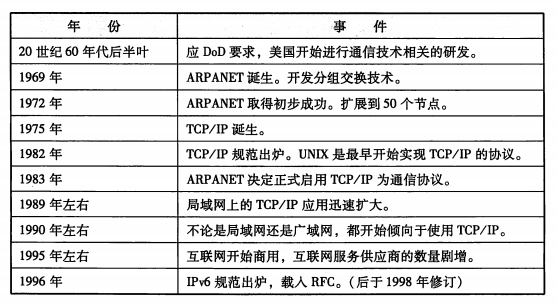 年 份 事 件
20 世纪 60 年代后半叶 应 DoD 要求，美国开始进行通信技术相关的研发。
1969 年 ARPANET 诞生。开发分组交换技术。
1972 年 ARPANET 取得初步成功。扩展到 50 个节点。
1975 年 TCP/IP 诞生。
1982 年 TCP/IP 规范出炉。UNIX 是最早开始实现 TCP/IP 的协议。
1983 年 ARPANET 决定正式启用 TCP/IP 为通信协议。
1989 年左右 局域网上的 TCP/IP 应用迅速扩大。
1990 年左右 不论是局域网还是广域网，都开始倾向于使用 TCP/IP。
1995 年左右 互联网开始商用，互联网服务供应商的数量剧增。
1996 年 IPv6 规范出炉，载入 RFC。（后于 1998 年修订）